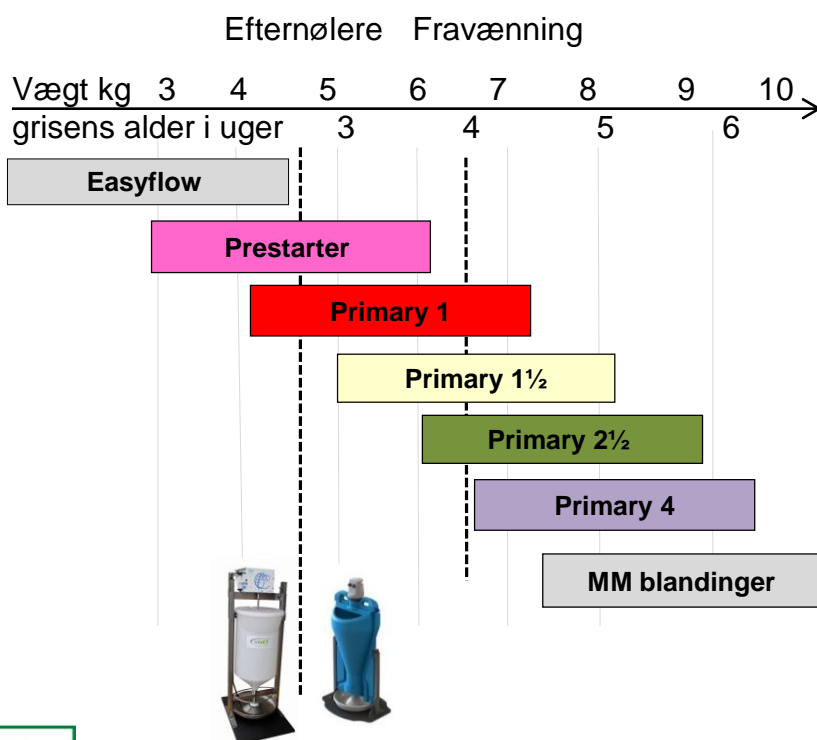 Efternølere Fravænning
Vægt kg 3 4 5 6 7 8 9 10
grisens alder i uger 3 4 5 6
Easyflow
Prestarter
Primary 1
Primary 1½
Primary 2½
Primary 4
MM blandinger